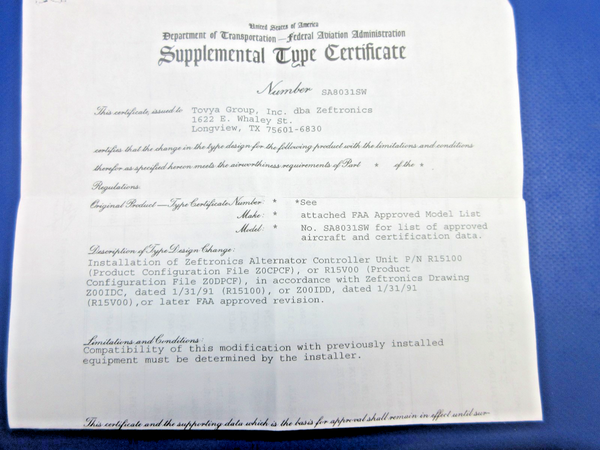 United States of America
Department of Transportation—Federal Aviation Administration
Supplemental Type Certificate
Number SA8031SW
This certificate, issued to Tovya Group, Inc. dba Zeftronics
1622 E. Whaley St.
Longview, TX 75601-6830
certifies that the change in the type design for the following product with the limitations and conditions
therefor as specified hereon meets the airworthiness requirements of Part * of the *
Regulations.
Original Product—Type Certificate Number: * *See
Make: * attached FAA Approved Model List
Model: * No. SA8031SW for list of approved
aircraft and certification data.
Description of Type Design Change:
Installation of Zeftronics Alternator Controller Unit P/N R15100
(Product Configuration File Z0CPCF), or R15V00 (Product
Configuration File Z0DPCF), in accordance with Zeftronics Drawing
Z00IDC, dated 1/31/91 (R15100), or Z00IDD, dated 1/31/91
(R15V00),or later FAA approved revision.
Limitations and Conditions:
Compatibility of this modification with previously installed
equipment must be determined by the installer.
This certificate and the supporting data which is the basis for approval shall remain in effect until sur-